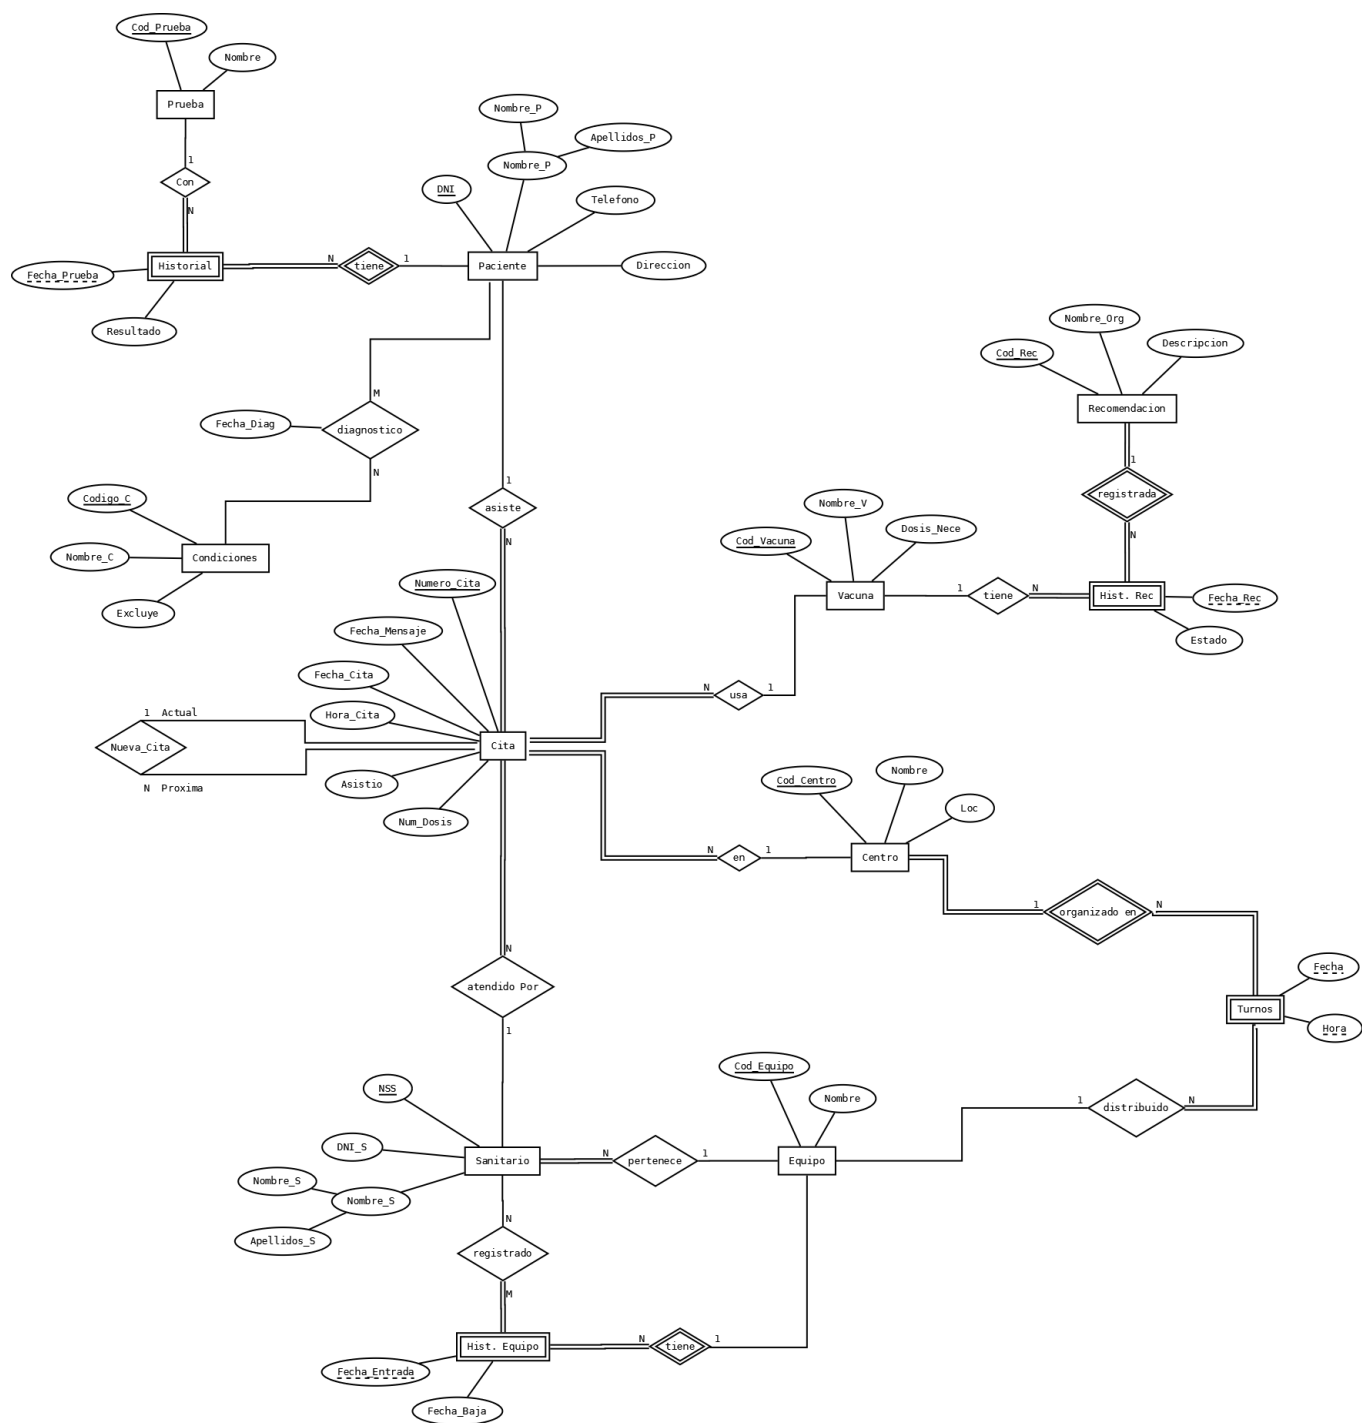 Cod_Prueba
Nombre
Prueba
Nombre_P
Apellidos_P
1
Con
Nombre_P
DNI
Telefono
N
Historial
N
tiene
1
Paciente
Direccion
Fecha_Prueba
Resultado
Nombre_Org
Cod_Rec
Descripcion
M
Recomendacion
Fecha_Diag
diagnostico
1
N
1
registrada
Codigo_C
asiste
Nombre_V
Dosis_Nece
N
Cod_Vacuna
N
Nombre_C
Condiciones
Numero_Cita
1
N
Excluye
Vacuna
tiene
Hist. Rec
Fecha_Rec
Fecha_Mensaje
Estado
Fecha_Cita
N
usa
1
1 Actual
Hora_Cita
Nueva_Cita
Cita
Nombre
Asistio
Cod_Centro
N Proxima
Loc
Num_Dosis
N
en
1
Centro
1
organizado en
N
N
Fecha
atendido Por
Turnos
1
Hora
Cod_Equipo
NSS
Nombre
1
distribuido
N
DNI_S
N
1
Sanitario
pertenece
Equipo
Nombre_S
Nombre_S
N
Apellidos_S
registrado
M
N
1
Hist. Equipo
tiene
Fecha_Entrada
Fecha_Baja